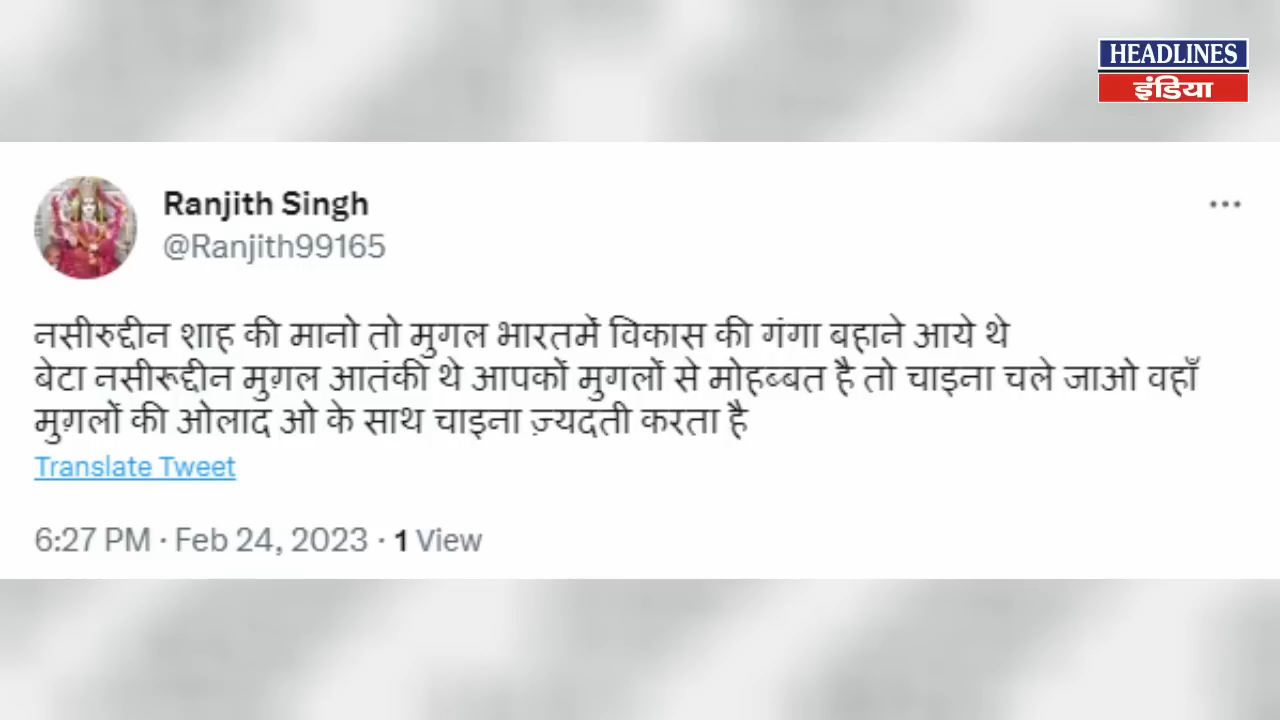 HEADLINES
इंडिया
Ranjith Singh
@Ranjith99165
नसीरुद्दीन शाह की मानो तो मुगल भारतमें विकास की गंगा बहाने आये थे
बेटा नसीरूद्दीन मुग़ल आतंकी थे आपकों मुगलों से मोहब्बत है तो चाइना चले जाओ वहाँ
मुग़लों की ओलाद ओ के साथ चाइना ज़्यदती करता है
Translate Tweet
6:27 PM · Feb 24, 2023 · 1 View